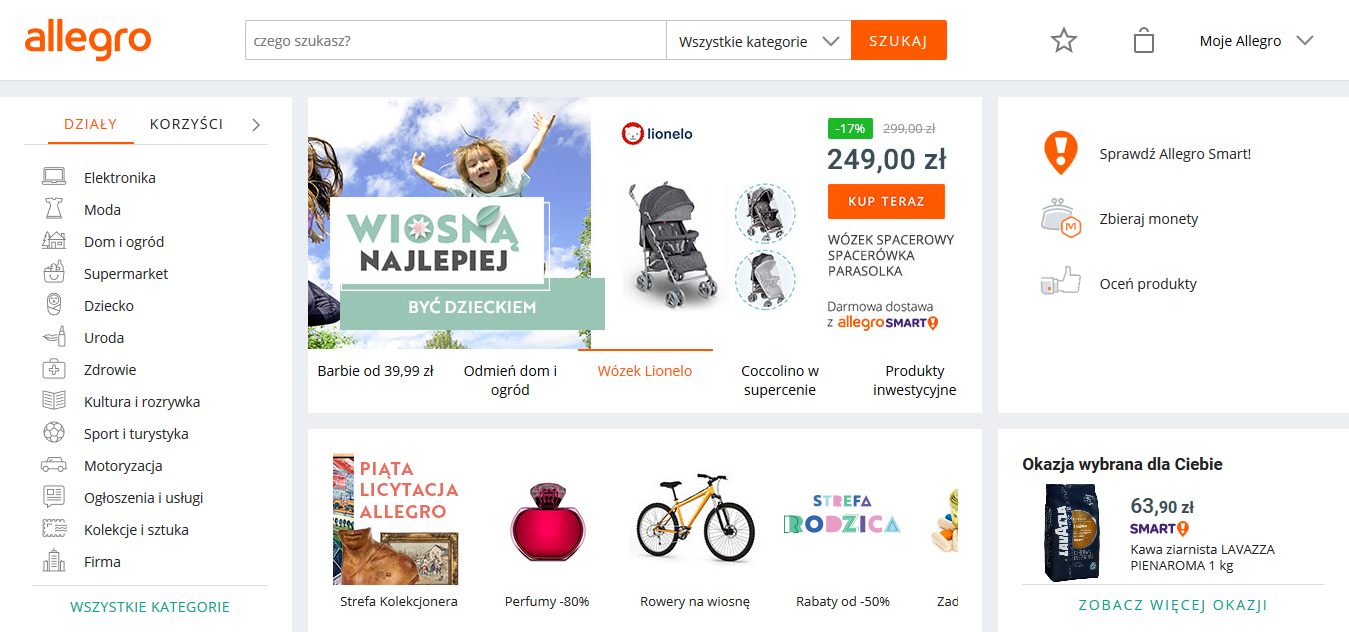 allegro
czego szukasz?
Wszystkie kategorie
SZUKAJ
Moje Allegro
DZIAŁY
KORZYŚCI
Elektronika
Moda
Dom i ogród
Supermarket
Dziecko
Uroda
Zdrowie
Kultura i rozrywka
Sport i turystyka
Motoryzacja
Ogłoszenia i usługi
Kolekcje i sztuka
Firma
WSZYSTKIE KATEGORIE
WIOSNĄ
NAJLEPIEJ
BYĆ DZIECKIEM
lionelo
-17% 299,00 zł
249,00 zł
KUP TERAZ
WÓZEK SPACEROWY
SPACERÓWKA
PARASOLKA
Darmowa dostawa
z allegro SMART!
Barbie od 39,99 zł
Odmień dom i
ogród
Wózek Lionelo
Coccolino w
supercenie
Produkty
inwestycyjne
Sprawdź Allegro Smart!
M
Zbieraj monety
Oceń produkty
PIĄTA
LICYTACJA
ALLEGRO
Strefa Kolekcjonera
Perfumy -80%
Rowery na wiosnę
STREFA
RODZICA
Rabaty od -50%
Zad
Okazja wybrana dla Ciebie
LAVAZZA
63,90 zł
SMART!
Kawa ziarnista LAVAZZA
PIENAROMA 1 kg
ZOBACZ WIĘCEJ OKAZJI